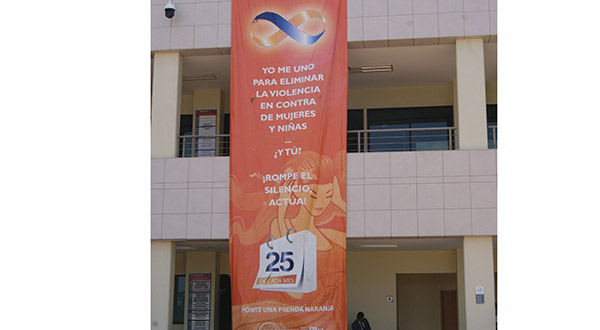 YO ME UNO
PARA ELIMINAR
LA VIOLENCIA
EN CONTRA
DE MUJERES
Y NIÑAS
...
¿Y TÚ?
¡ROMPE EL
SILENCIO,
ACTÚA!
25
DE CADA MES
PONTE UNA PRENDA NARANJA